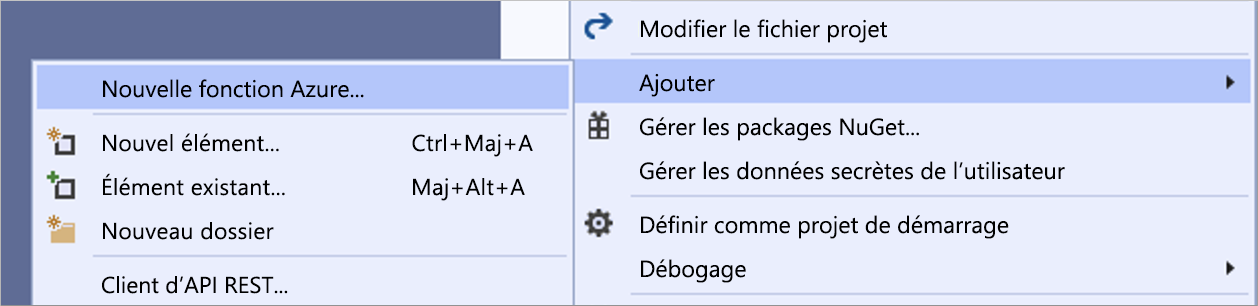 Modifier le fichier projet
Ajouter
Gérer les packages NuGet...
Gérer les données secrètes de l’utilisateur
Définir comme projet de démarrage
Débogage
Nouvelle fonction Azure...
Nouvel élément... Ctrl+Maj+A
Élément existant... Maj+Alt+A
Nouveau dossier
Client d’API REST...